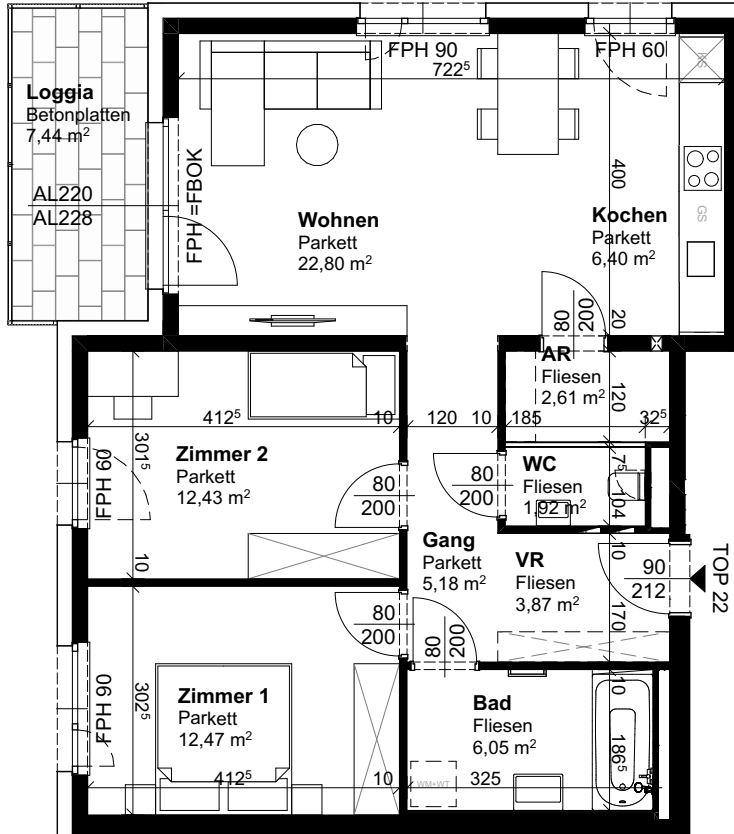 FPH 90
FPH 60
722⁵
KS
Loggia
Betonplatten
7,44 m²
AL220
AL228
FPH =FBOK
Wohnen
Parkett
22,80 m²
400
Kochen
Parkett
6,40 m²
GS
80
200
20
AR
Fliesen
2,61 m²
120
412⁵
10
120
10
185
32⁵
301⁵
Zimmer 2
Parkett
12,43 m²
FPH 60
80
200
80
200
WC
Fliesen
1,92 m²
7⁵
104
10
10
Gang
Parkett
5,18 m²
VR
Fliesen
3,87 m²
90
212
TOP 22
170
80
200
80
200
FPH 90
302⁵
Zimmer 1
Parkett
12,47 m²
Bad
Fliesen
6,05 m²
10
186⁵
WM+WT
412⁵
10
325